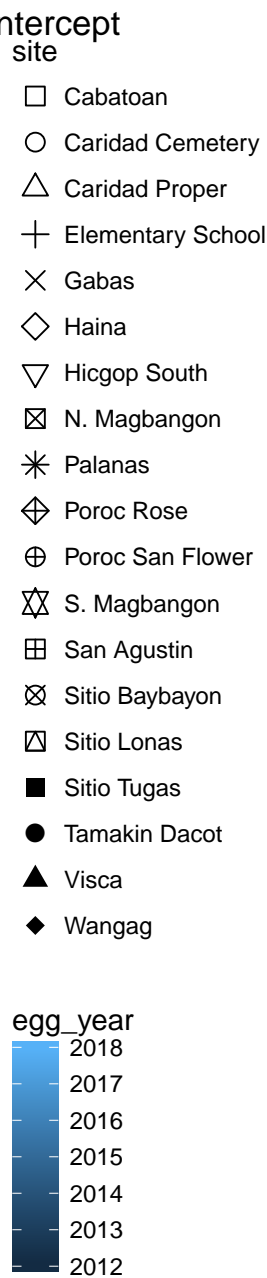 ntercept
site
Cabatoan
Caridad Cemetery
Caridad Proper
Elementary School
Gabas
Haina
Hicgop South
N. Magbangon
Palanas
Poroc Rose
Poroc San Flower
S. Magbangon
San Agustin
Sitio Baybayon
Sitio Lonas
Sitio Tugas
Tamakin Dacot
Visca
Wangag
egg_year
2018
2017
2016
2015
2014
2013
2012